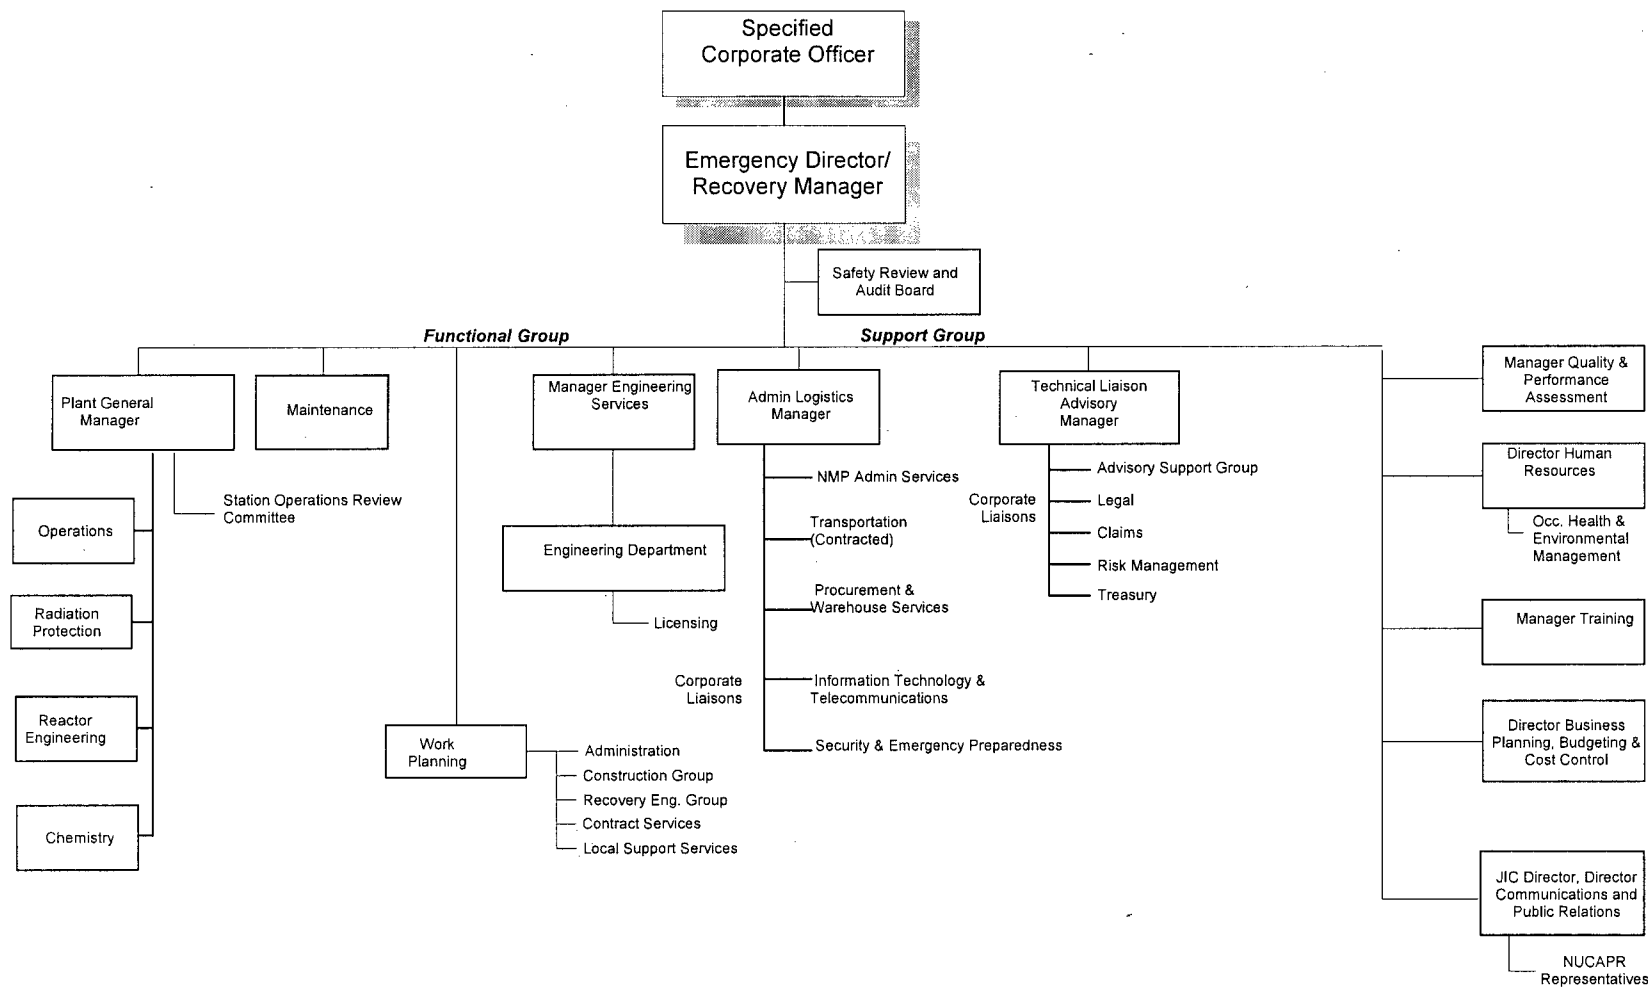 Specified
Corporate Officer
Emergency Director/
Recovery Manager
Safety Review and
Audit Board
Functional Group
Support Group
Plant General
Manager
Maintenance
Manager Engineering
Services
Admin Logistics
Manager
Technical Liaison
Advisory
Manager
Manager Quality &
Performance
Assessment
Station Operations Review
Committee
Operations
Radiation
Protection
Reactor
Engineering
Chemistry
Engineering Department
Licensing
Work
Planning
Administration
Construction Group
Recovery Eng. Group
Contract Services
Local Support Services
NMP Admin Services
Transportation
(Contracted)
Procurement &
Warehouse Services
Corporate
Liaisons
Information Technology &
Telecommunications
Security & Emergency Preparedness
Corporate
Liaisons
Advisory Support Group
Legal
Claims
Risk Management
Treasury
Director Human
Resources
Occ. Health &
Environmental
Management
Manager Training
Director Business
Planning, Budgeting &
Cost Control
JIC Director, Director
Communications and
Public Relations
NUCAPR
Representatives